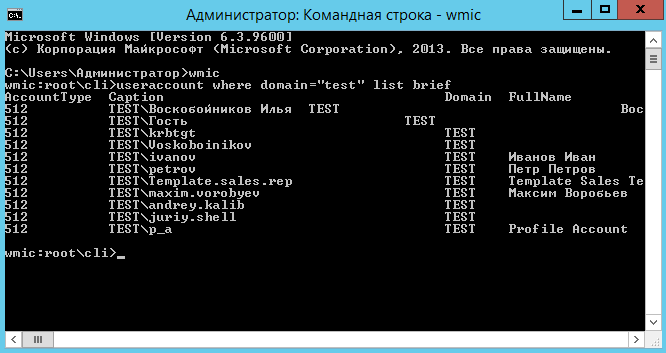 Администратор: Командная строка - wmic
Microsoft Windows [Version 6.3.9600]
(c) Корпорация Майкрософт (Microsoft Corporation), 2013. Все права защищены.
C:\Users\Администратор>wmic
wmic:root\cli>useraccount where domain="test" list brief
AccountType Caption Domain FullName
512 TEST\Воскобойников Илья TEST Вос
512 TEST\Гость TEST
512 TEST\krbtgt TEST
512 TEST\Voskoboinikov TEST
512 TEST\ivanov TEST Иванов Иван
512 TEST\petrov TEST Петр Петров
512 TEST\Template.sales.rep TEST Template Sales Te
512 TEST\maxim.vorobyev TEST Максим Воробьев
512 TEST\andrey.kalib TEST
512 TEST\juriy.shell TEST
512 TEST\p_a TEST Profile Account
wmic:root\cli>_